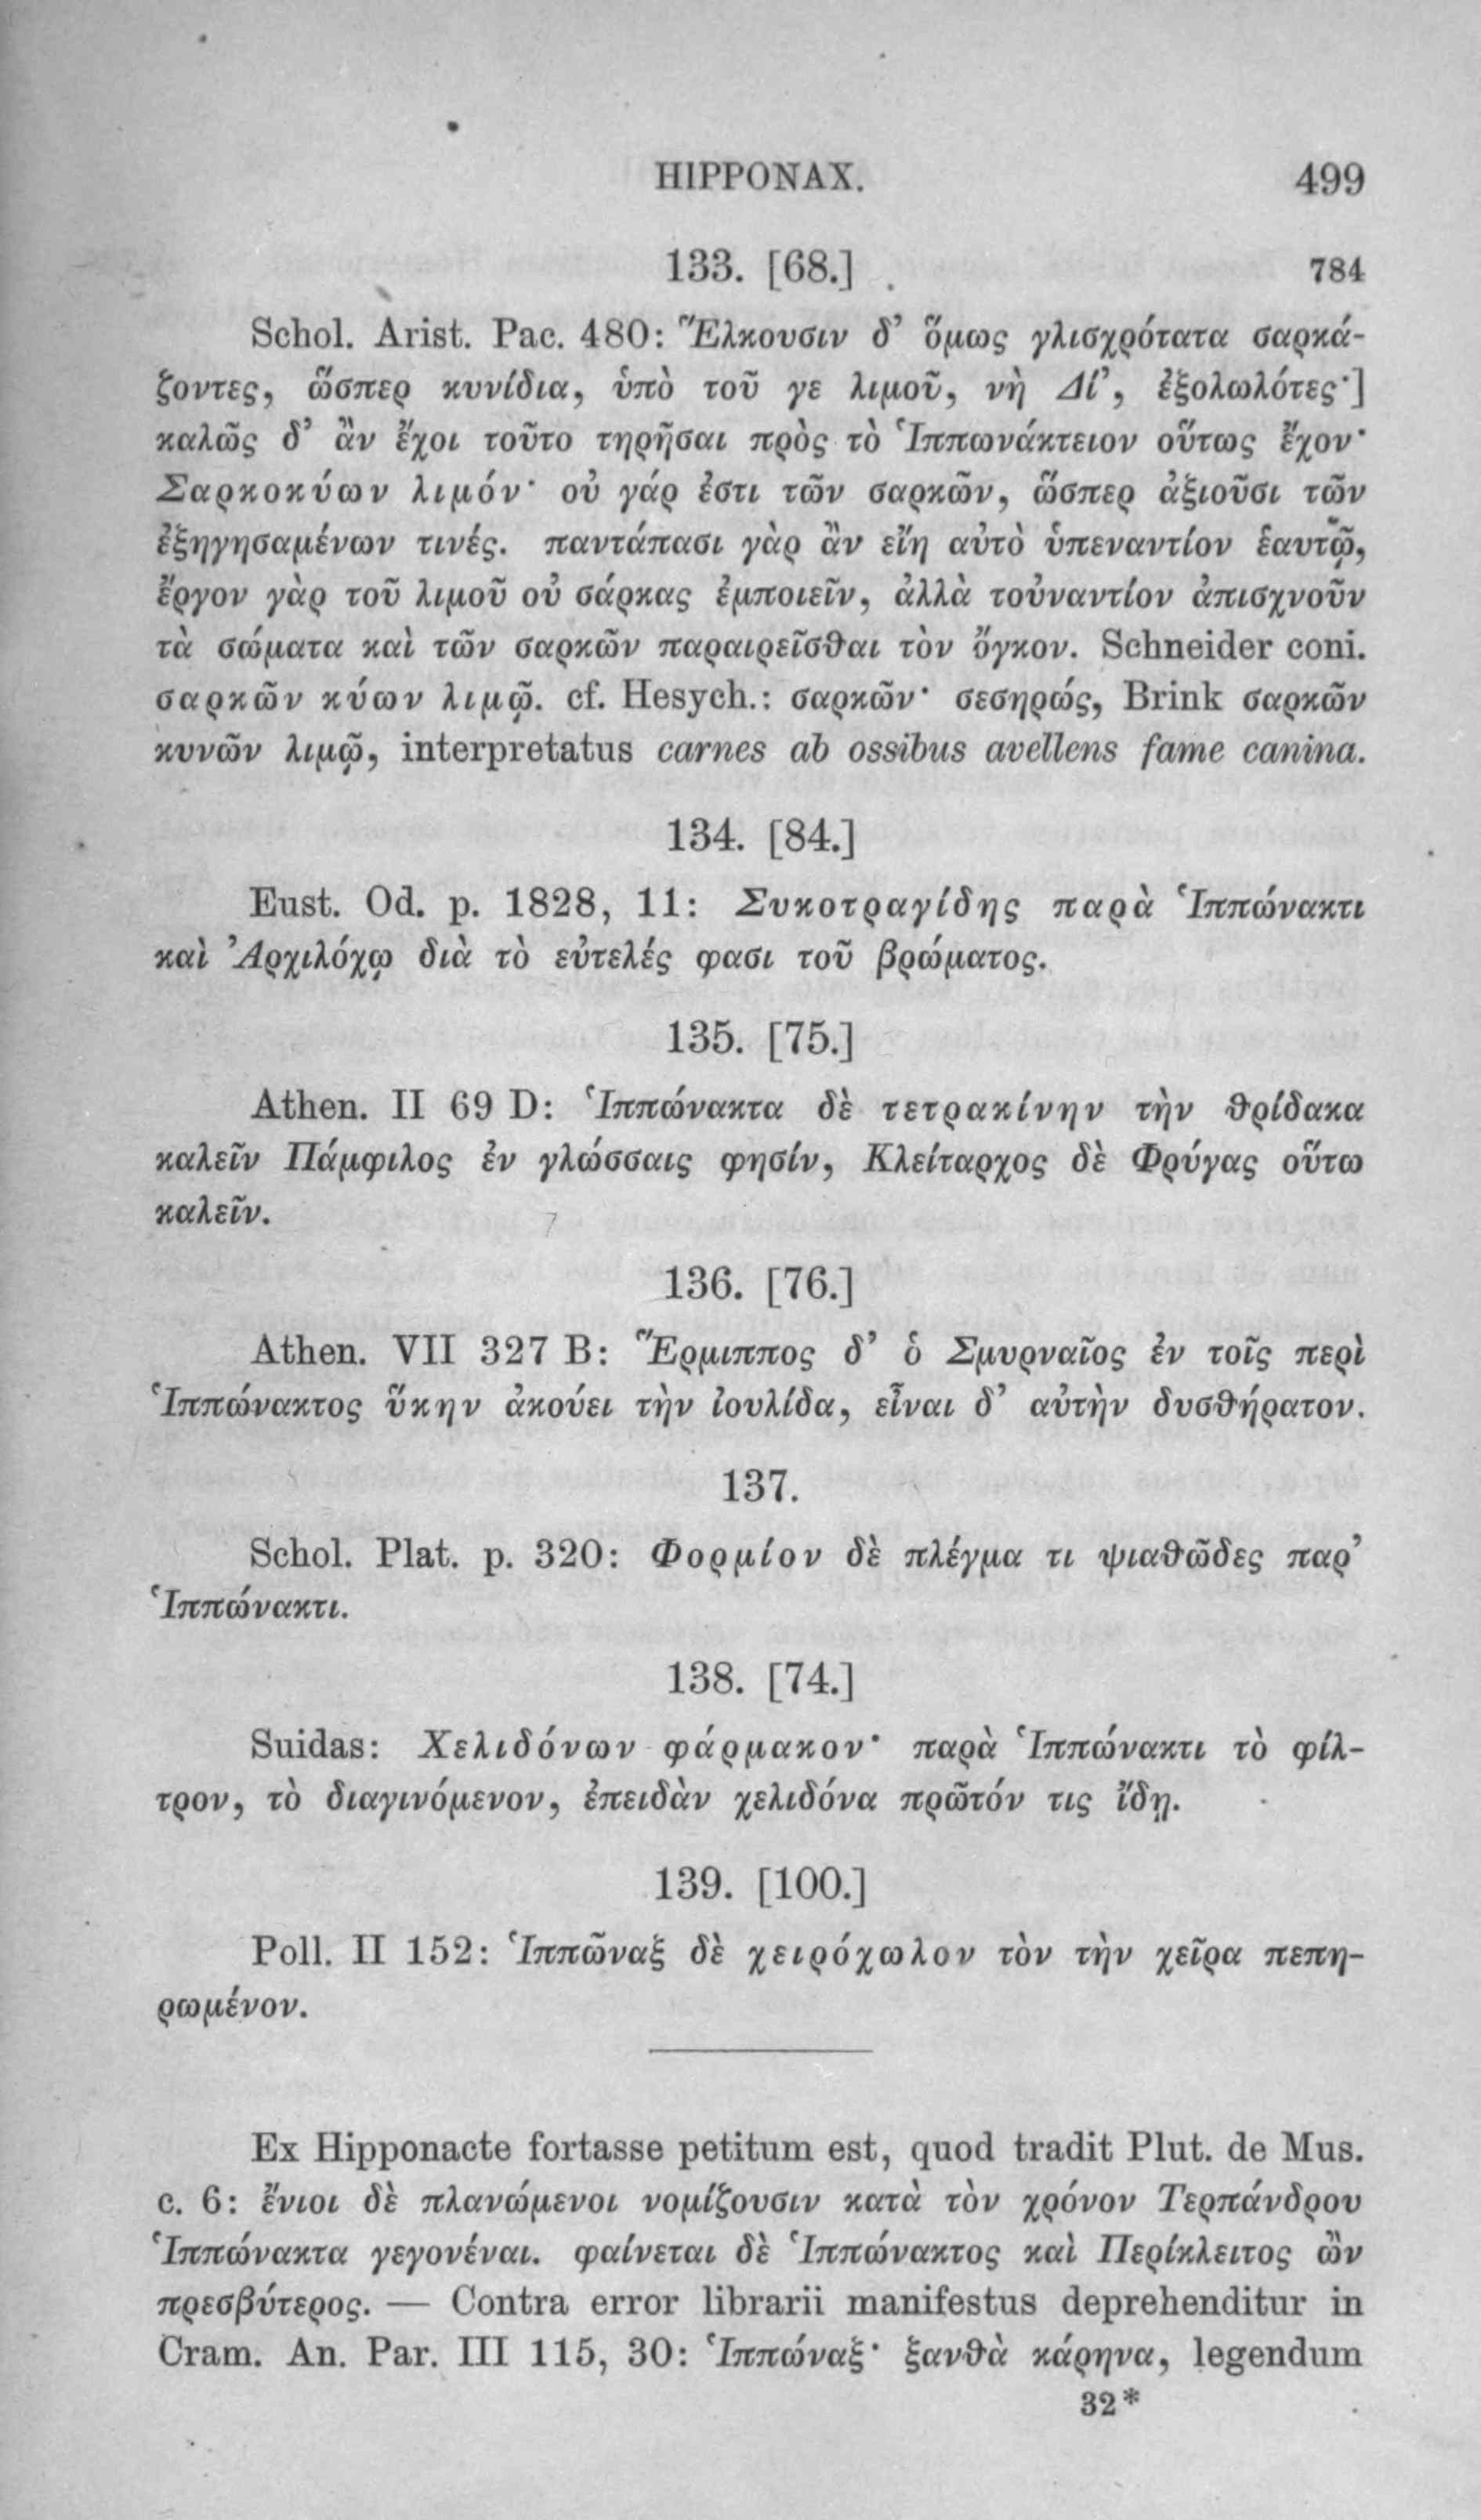 HIPPONAX. 499
133. [68.] 784
Schol. Arist. Pac. 480: Ἕλκουσιν δ’ ὅμως γλισχρότατα σαρκά-
ζοντες, ὥσπερ κυνίδια, ὑπὸ τοῦ γε λιμοῦ, νὴ Δί’, ἐξολωλότες·]
καλῶς δ’ ἂν ἔχοι τοῦτο τηρῆσαι πρὸς τὸ Ἱππωνάκτειον οὕτως ἔχον·
Σαρκοκύων λιμόν· οὐ γάρ ἐστι τῶν σαρκῶν, ὥσπερ ἀξιοῦσι τῶν
ἐξηγησαμένων τινές. παντάπασι γὰρ ἂν εἴη αὐτὸ ὑπεναντίον ἑαυτῷ,
ἔργον γὰρ τοῦ λιμοῦ οὐ σάρκας ἐμποιεῖν, ἀλλὰ τοὐναντίον ἀπισχνοῦν
τὰ σώματα καὶ τῶν σαρκῶν παραιρεῖσθαι τὸν ὄγκον. Schneider coni.
σαρκῶν κύων λιμῷ. cf. Hesych.: σαρκῶν· σεσηρώς, Brink σαρκῶν
κυνῶν λιμῷ, interpretatus carnes ab ossibus avellens fame canina.
134. [84.]
Eust. Od. p. 1828, 11: Συκοτραγίδης παρὰ Ἱππώνακτι
καὶ Ἀρχιλόχῳ διὰ τὸ εὐτελές φασι τοῦ βρώματος.
135. [75.]
Athen. II 69 D: Ἱππώνακτα δὲ τετρακίνην τὴν θρίδακα
καλεῖν Πάμφιλος ἐν γλώσσαις φησίν, Κλείταρχος δὲ Φρύγας οὕτω
καλεῖν.
136. [76.]
Athen. VII 327 B: Ἕρμιππος δ’ ὁ Σμυρναῖος ἐν τοῖς περὶ
Ἱππώνακτος ὕκην ἀκούει τὴν ἰουλίδα, εἶναι δ’ αὐτὴν δυσθήρατον.
137.
Schol. Plat. p. 320: Φορμίον δὲ πλέγμα τι ψιαθῶδες παρ’
Ἱππώνακτι.
138. [74.]
Suidas: Χελιδόνων φάρμακον· παρὰ Ἱππώνακτι τὸ φίλ-
τρον, τὸ διαγινόμενον, ἐπειδὰν χελιδόνα πρῶτόν τις ἴδῃ.
139. [100.]
Poll. II 152: Ἱππῶναξ δὲ χειρόχωλον τὸν τὴν χεῖρα πεπη-
ρωμένον.
Ex Hipponacte fortasse petitum est, quod tradit Plut. de Mus.
c. 6: ἔνιοι δὲ πλανώμενοι νομίζουσιν κατὰ τὸν χρόνον Τερπάνδρου
Ἱππώνακτα γεγονέναι. φαίνεται δὲ Ἱππώνακτος καὶ Περίκλειτος ὢν
πρεσβύτερος. — Contra error librarii manifestus deprehenditur in
Cram. An. Par. III 115, 30: Ἱππώναξ· ξανθὰ κάρηνα, legendum
32*